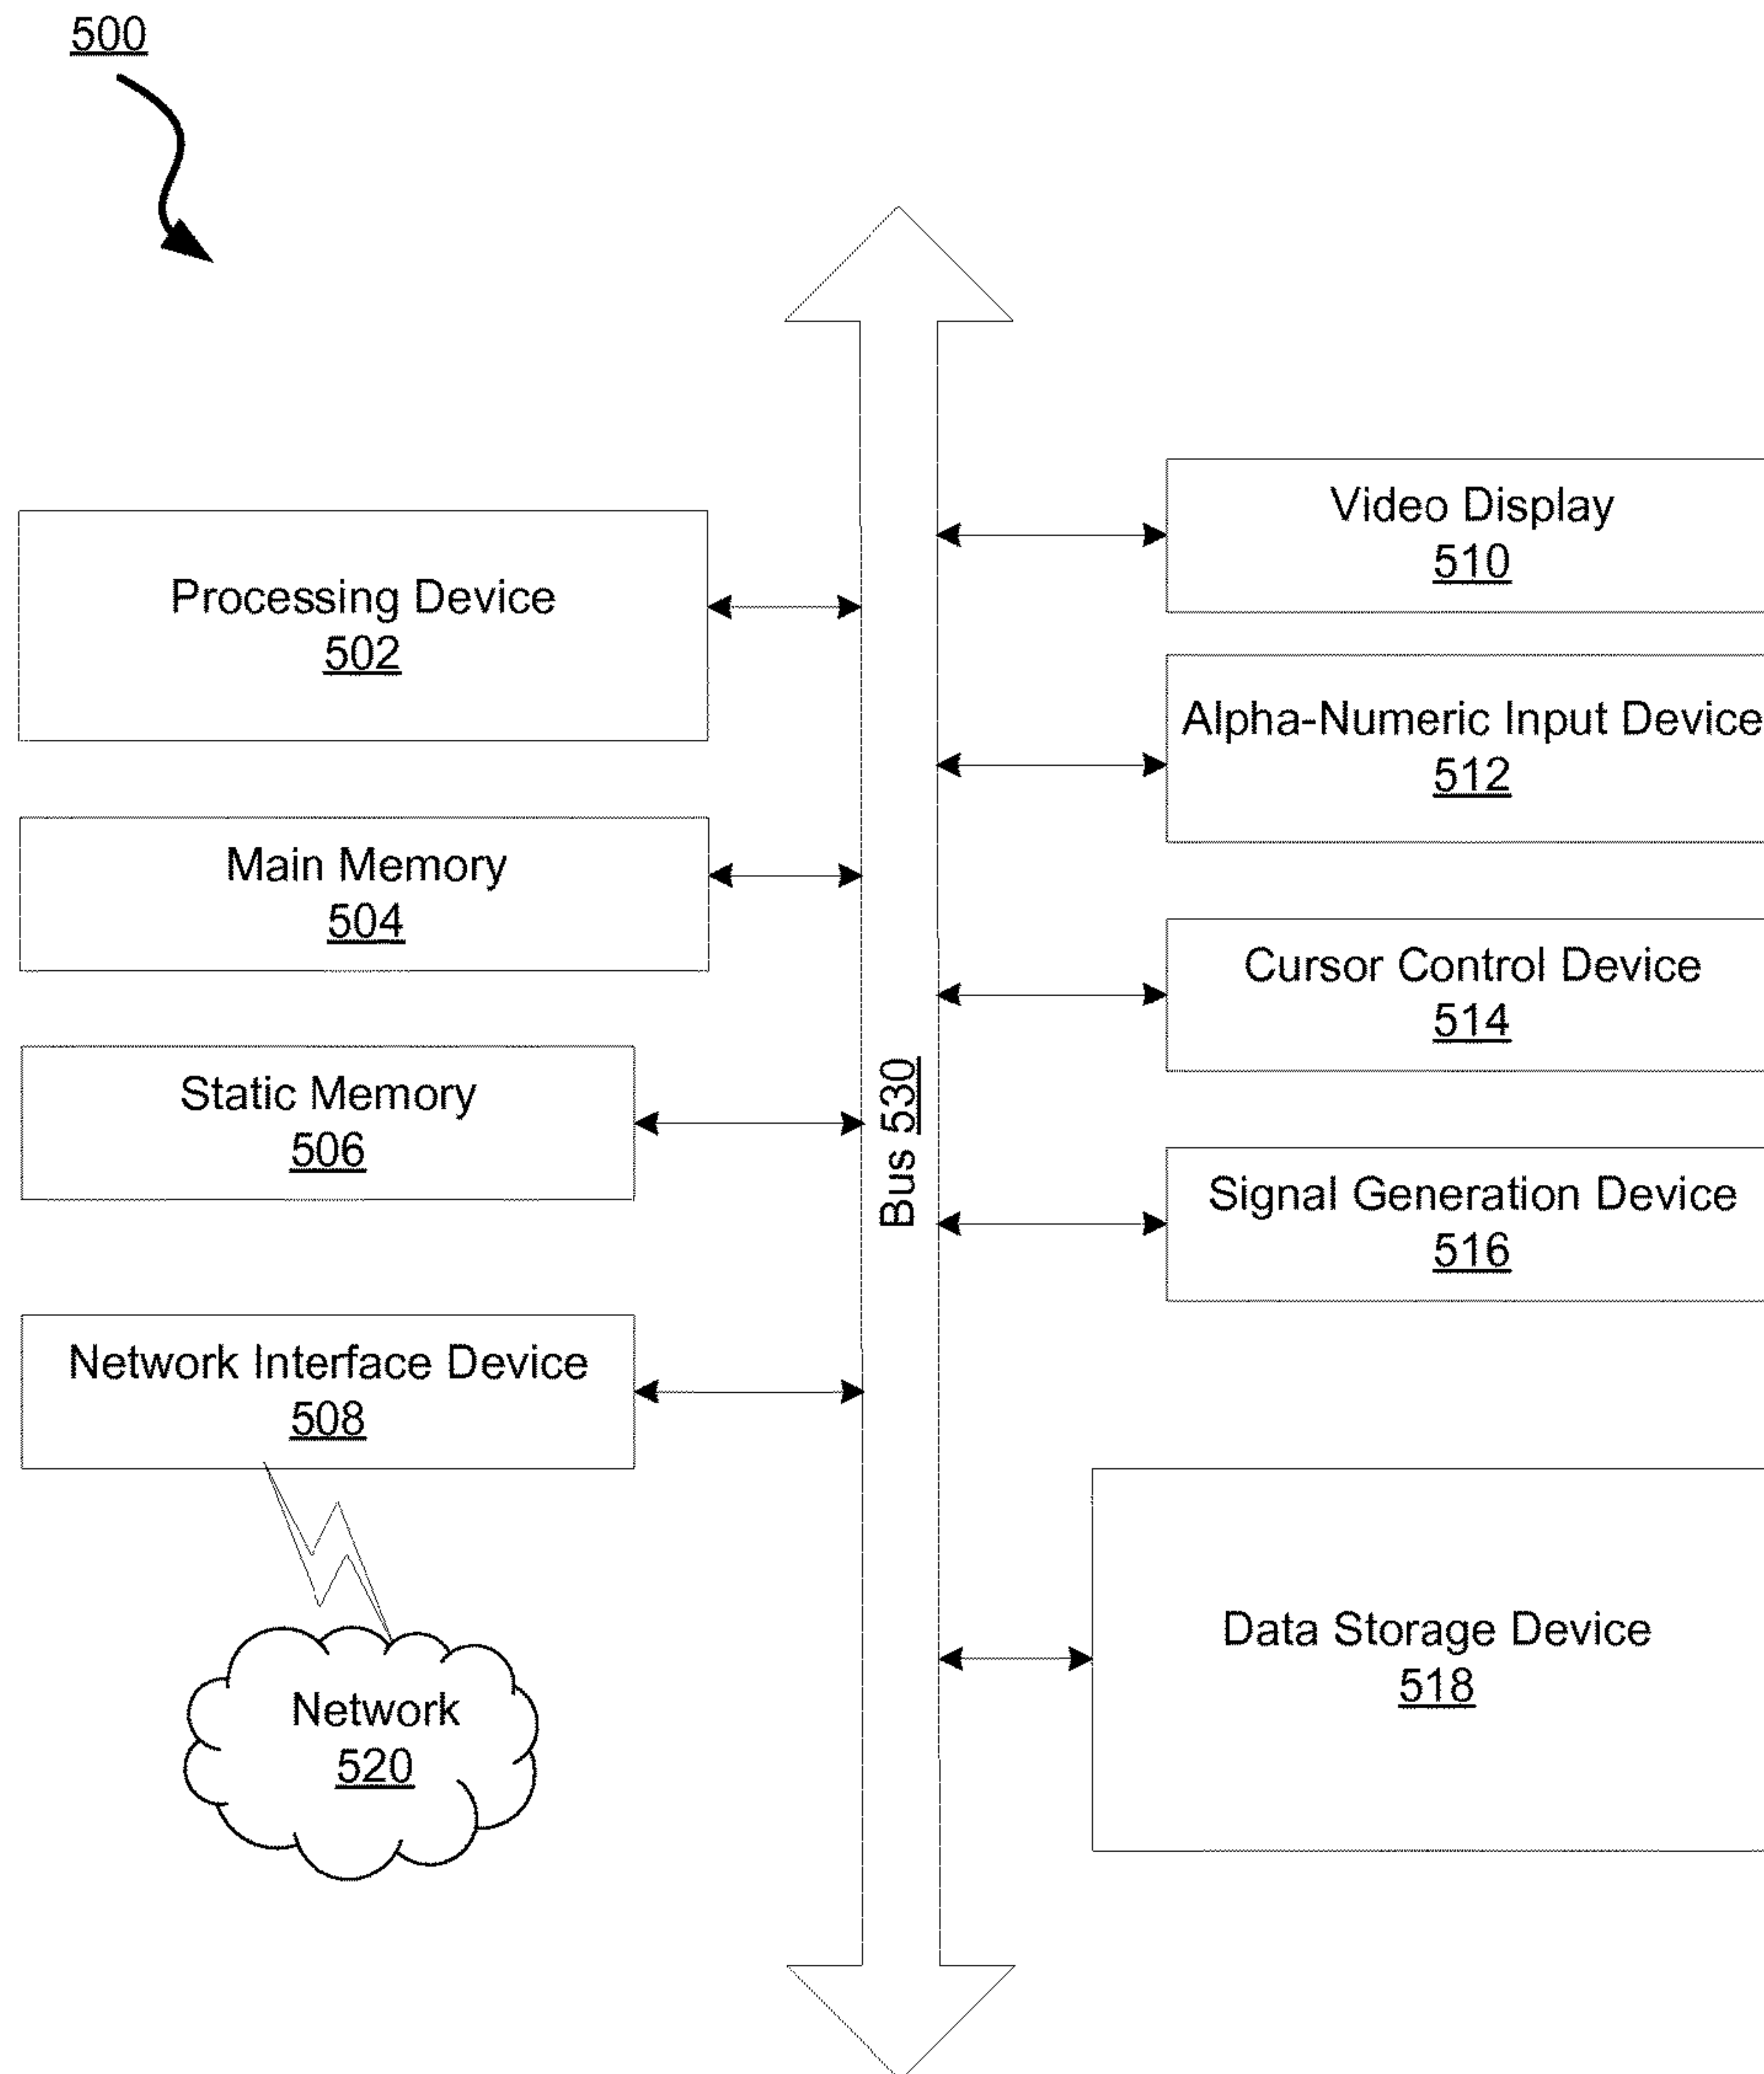 500
Processing Device
502
Main Memory
504
Static Memory
506
Network Interface Device
508
Network
520
Bus 530
Video Display
510
Alpha-Numeric Input Device
512
Cursor Control Device
514
Signal Generation Device
516
Data Storage Device
518